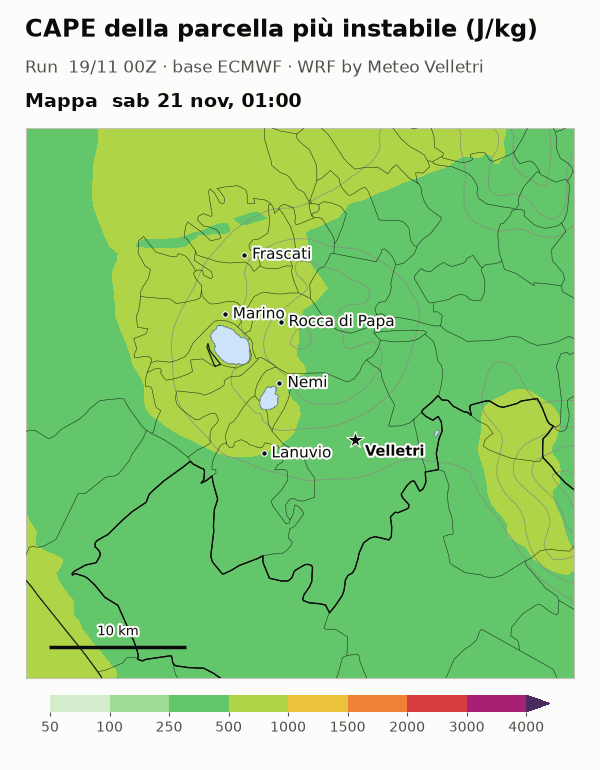 CAPE della parcella più instabile (J/kg)
Run  19/11 00Z · base ECMWF · WRF by Meteo Velletri
Mappa  sab 21 nov, 01:00
Frascati
Marino
Rocca di Papa
Nemi
Velletri
Lanuvio
10 km
50 100 250 500 1000 1500 2000 3000 4000